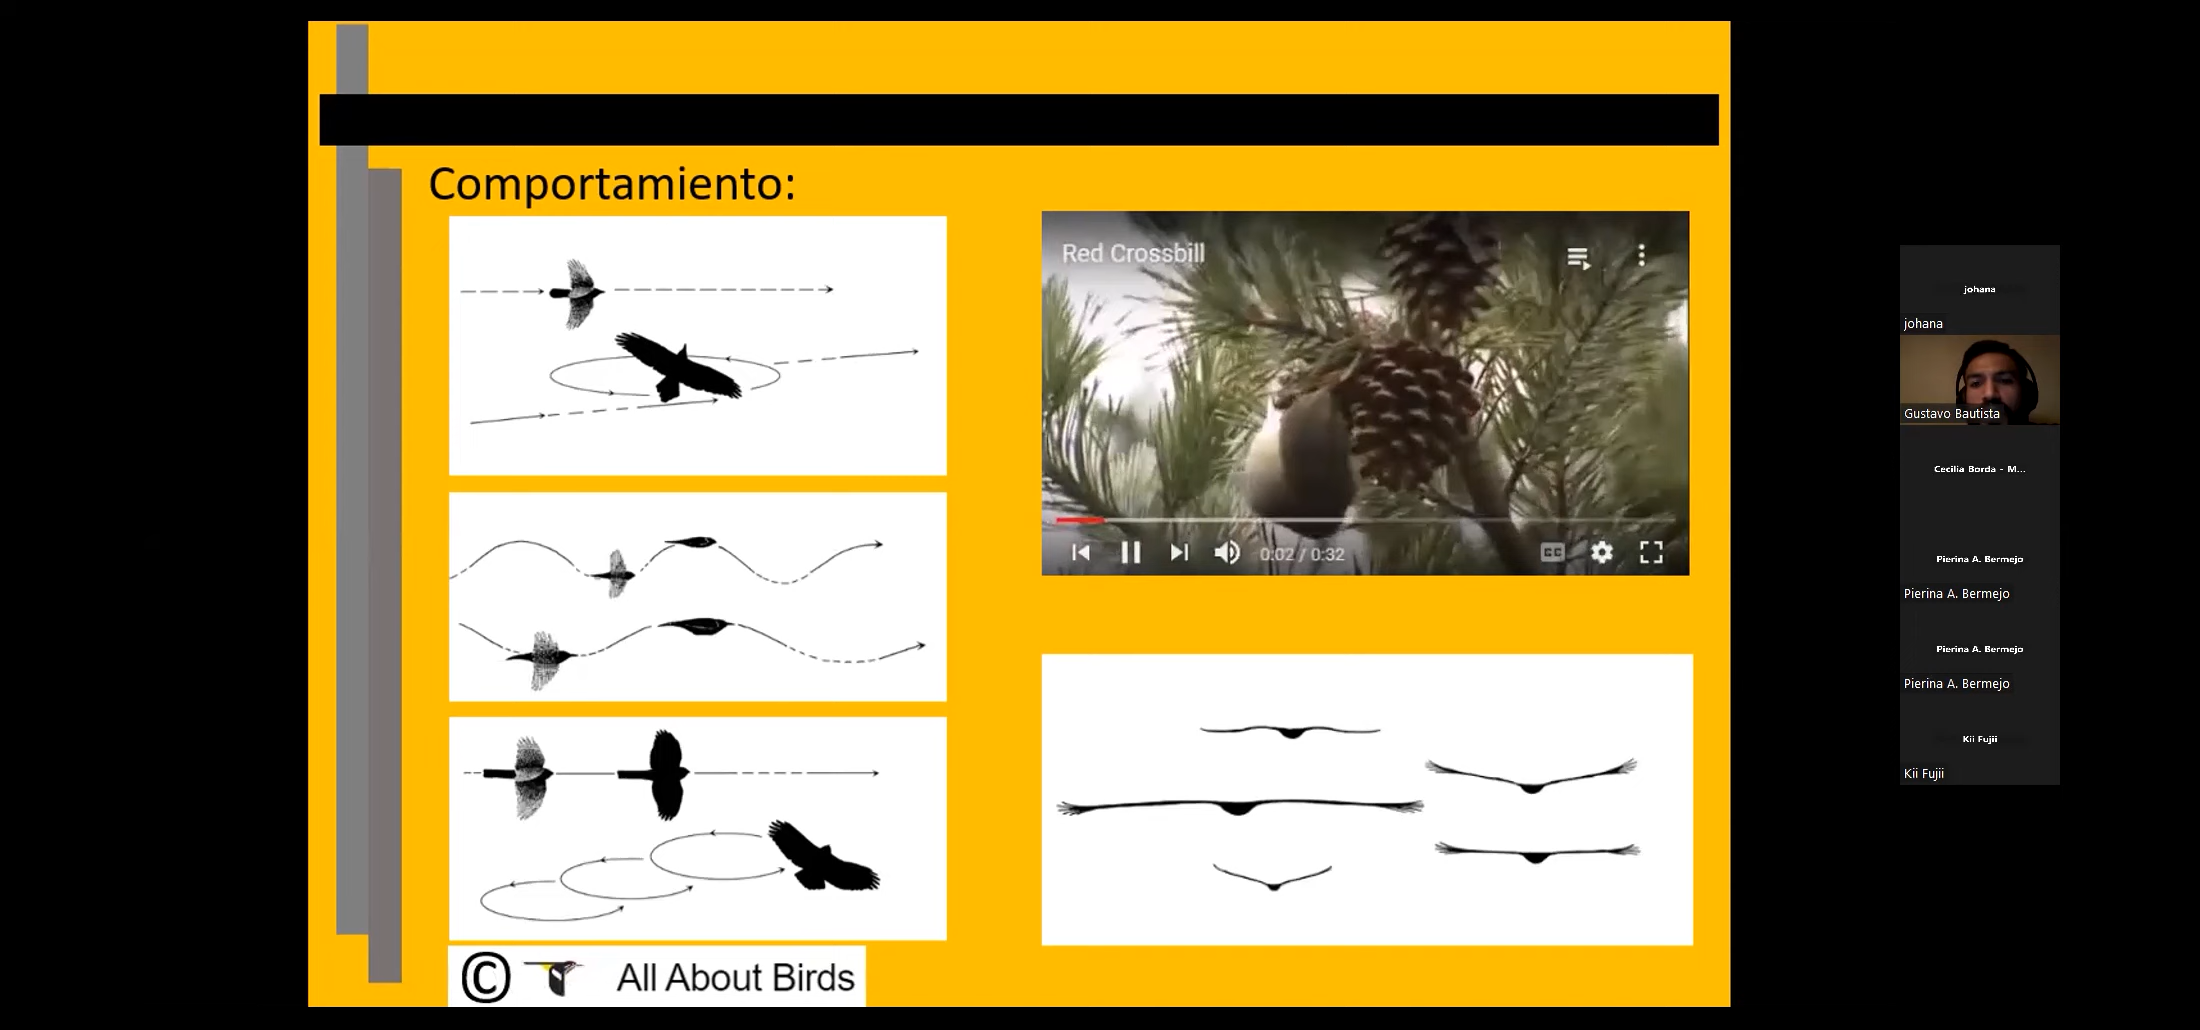 Comportamiento:
Red Crossbill
0:02 / 0:32
CC
© All About Birds
johana
johana
Gustavo Bautista
Cecilia Borda - M...
Pierina A. Bermejo
Pierina A. Bermejo
Pierina A. Bermejo
Pierina A. Bermejo
Kii Fujii
Kii Fujii